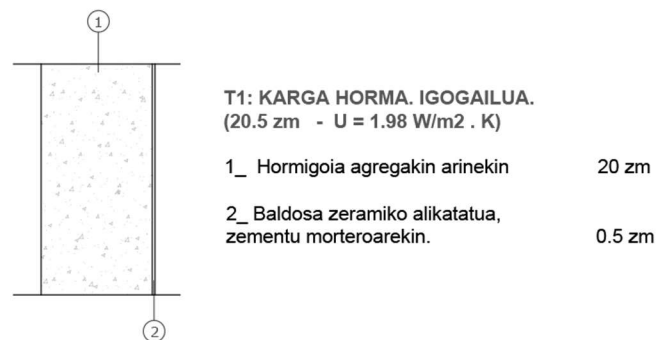 1
T1: KARGA HORMA. IGOGAILUA.
(20.5 zm - U = 1.98 W/m2 . K)
1_ Hormigoia agregakin arinekin 20 zm
2_ Baldosa zeramiko alikatatua,
zementu morteroarekin. 0.5 zm
2